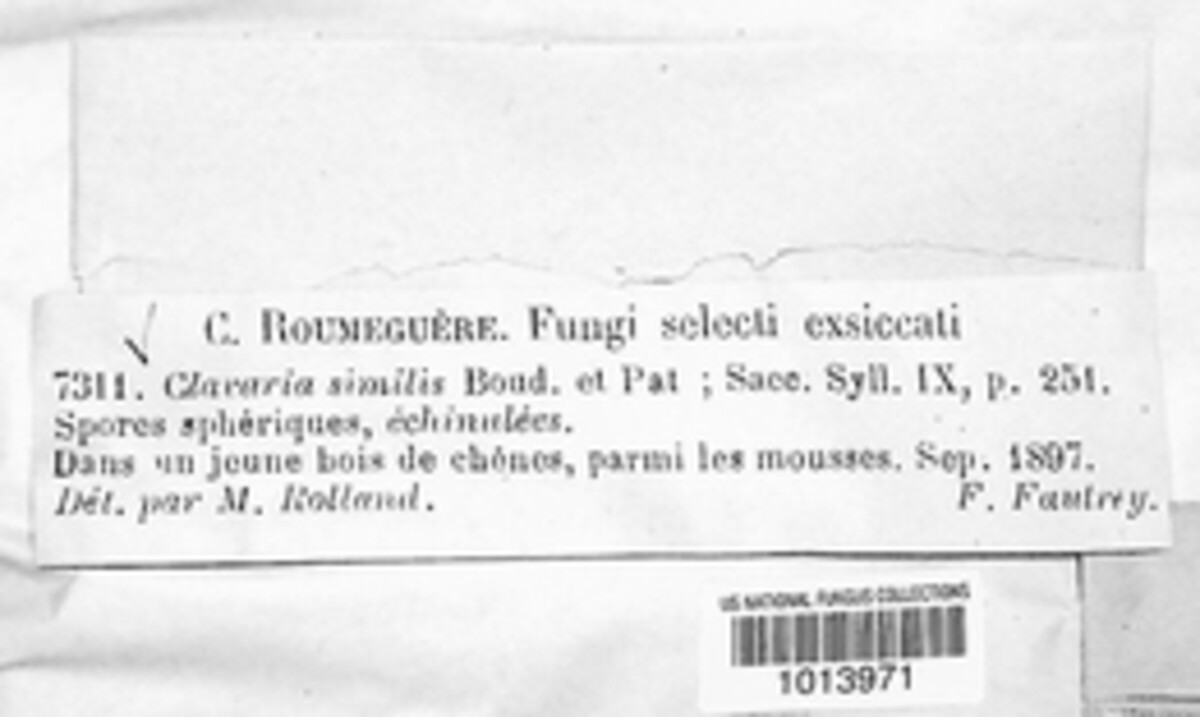 C. ROUMEGUÈRE. Fungi selecti exsiccati
7311. Clavaria similis Boud. et Pat ; Sacc. Syll. IX, p. 251.
Spores sphériques, échinulées.
Dans un jeune bois de chênes, parmi les mousses. Sep. 1897.
Dét. par M. Rolland. F. Fautrey.
US NATIONAL FUNGUS COLLECTIONS
1013971